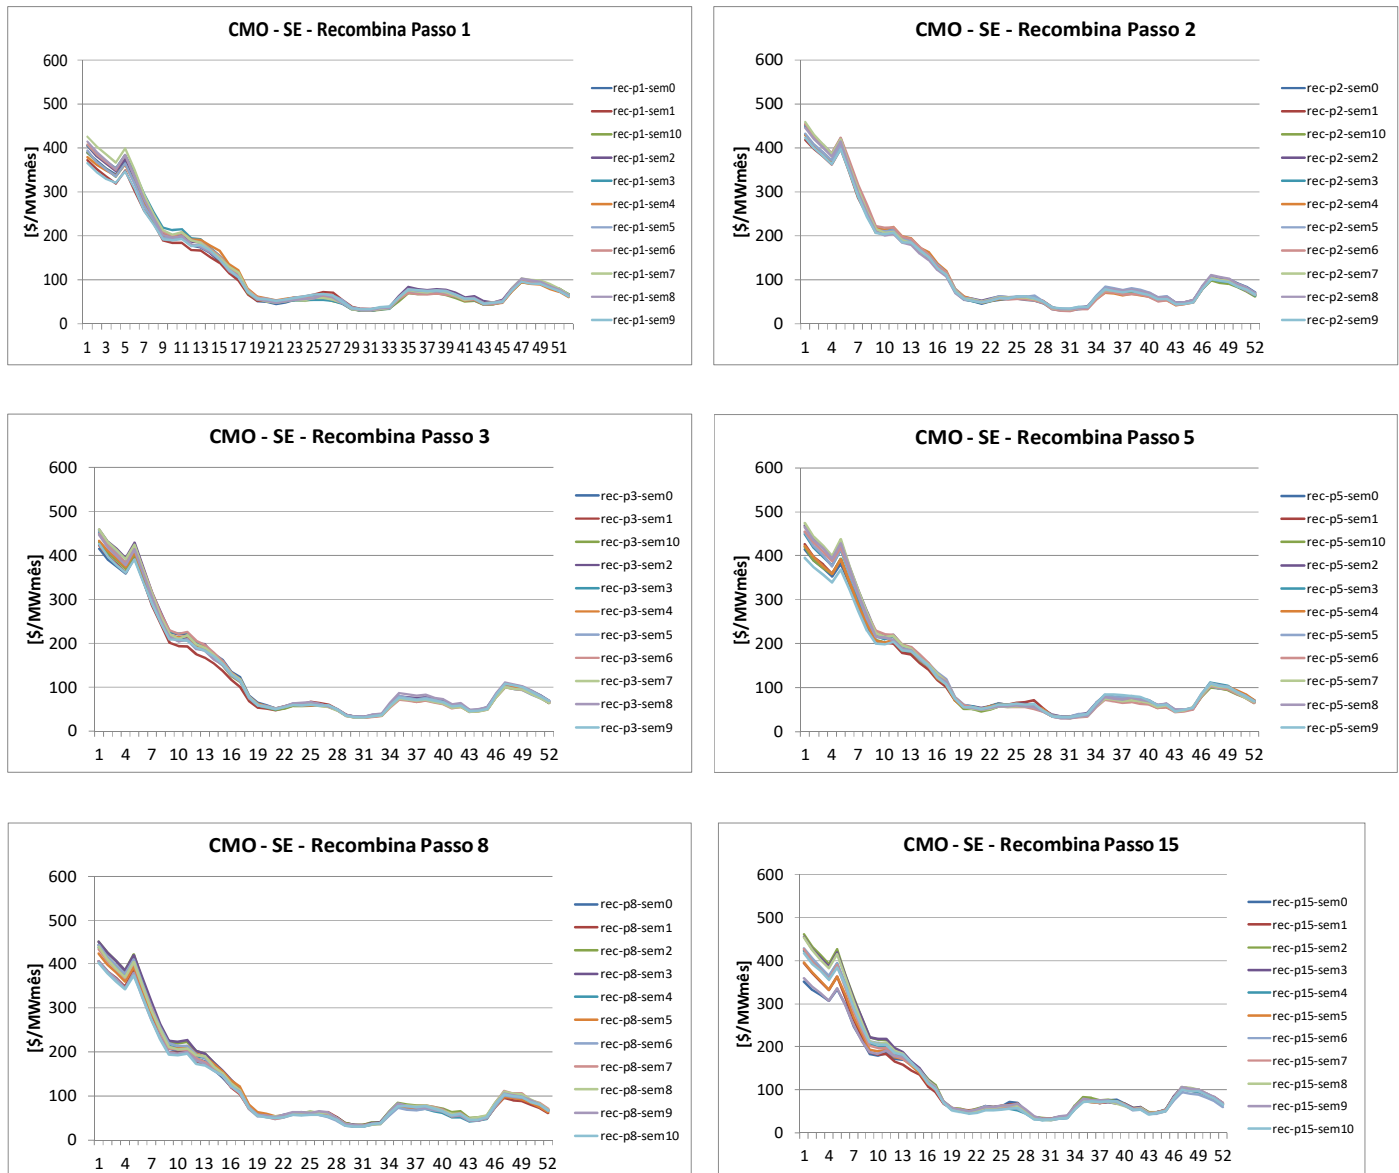 CMO - SE - Recombina Passo 1
[$/MWmês]
600
500
400
300
200
100
0
1 3 5 7 9 11 13 15 17 19 21 23 25 27 29 31 33 35 37 39 41 43 45 47 49 51
rec-p1-sem0
rec-p1-sem1
rec-p1-sem10
rec-p1-sem2
rec-p1-sem3
rec-p1-sem4
rec-p1-sem5
rec-p1-sem6
rec-p1-sem7
rec-p1-sem8
rec-p1-sem9
CMO - SE - Recombina Passo 2
[$/MWmês]
600
500
400
300
200
100
0
1 4 7 10 13 16 19 22 25 28 31 34 37 40 43 46 49 52
rec-p2-sem0
rec-p2-sem1
rec-p2-sem10
rec-p2-sem2
rec-p2-sem3
rec-p2-sem4
rec-p2-sem5
rec-p2-sem6
rec-p2-sem7
rec-p2-sem8
rec-p2-sem9
CMO - SE - Recombina Passo 3
[$/MWmês]
600
500
400
300
200
100
0
1 4 7 10 13 16 19 22 25 28 31 34 37 40 43 46 49 52
rec-p3-sem0
rec-p3-sem1
rec-p3-sem10
rec-p3-sem2
rec-p3-sem3
rec-p3-sem4
rec-p3-sem5
rec-p3-sem6
rec-p3-sem7
rec-p3-sem8
rec-p3-sem9
CMO - SE - Recombina Passo 5
[$/MWmês]
600
500
400
300
200
100
0
1 4 7 10 13 16 19 22 25 28 31 34 37 40 43 46 49 52
rec-p5-sem0
rec-p5-sem1
rec-p5-sem10
rec-p5-sem2
rec-p5-sem3
rec-p5-sem4
rec-p5-sem5
rec-p5-sem6
rec-p5-sem7
rec-p5-sem8
rec-p5-sem9
CMO - SE - Recombina Passo 8
[$/MWmês]
600
500
400
300
200
100
0
1 4 7 10 13 16 19 22 25 28 31 34 37 40 43 46 49 52
rec-p8-sem0
rec-p8-sem1
rec-p8-sem2
rec-p8-sem3
rec-p8-sem4
rec-p8-sem5
rec-p8-sem6
rec-p8-sem7
rec-p8-sem8
rec-p8-sem9
rec-p8-sem10
CMO - SE - Recombina Passo 15
[$/MWmês]
600
500
400
300
200
100
0
1 4 7 10 13 16 19 22 25 28 31 34 37 40 43 46 49 52
rec-p15-sem0
rec-p15-sem1
rec-p15-sem2
rec-p15-sem3
rec-p15-sem4
rec-p15-sem5
rec-p15-sem6
rec-p15-sem7
rec-p15-sem8
rec-p15-sem9
rec-p15-sem10